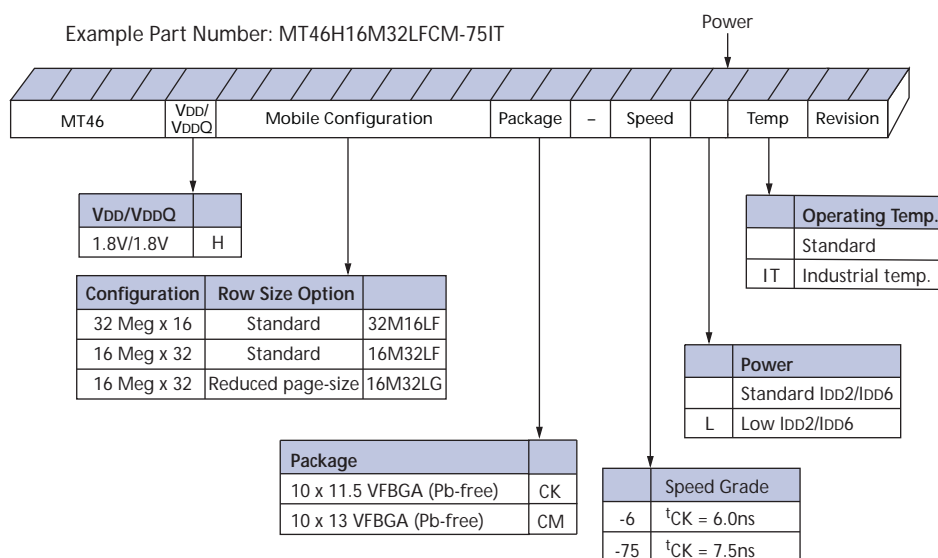 Example Part Number: MT46H16M32LFCM-75IT
Power
MT46
VDD/
VDDQ
Mobile Configuration
Package
–
Speed
Temp
Revision
VDD/VDDQ
1.8V/1.8V H
Configuration Row Size Option
32 Meg x 16 Standard 32M16LF
16 Meg x 32 Standard 16M32LF
16 Meg x 32 Reduced page-size 16M32LG
Package
10 x 11.5 VFBGA (Pb-free) CK
10 x 13 VFBGA (Pb-free) CM
Speed Grade
-6 tCK = 6.0ns
-75 tCK = 7.5ns
Power
Standard IDD2/IDD6
L Low IDD2/IDD6
Operating Temp.
Standard
IT Industrial temp.